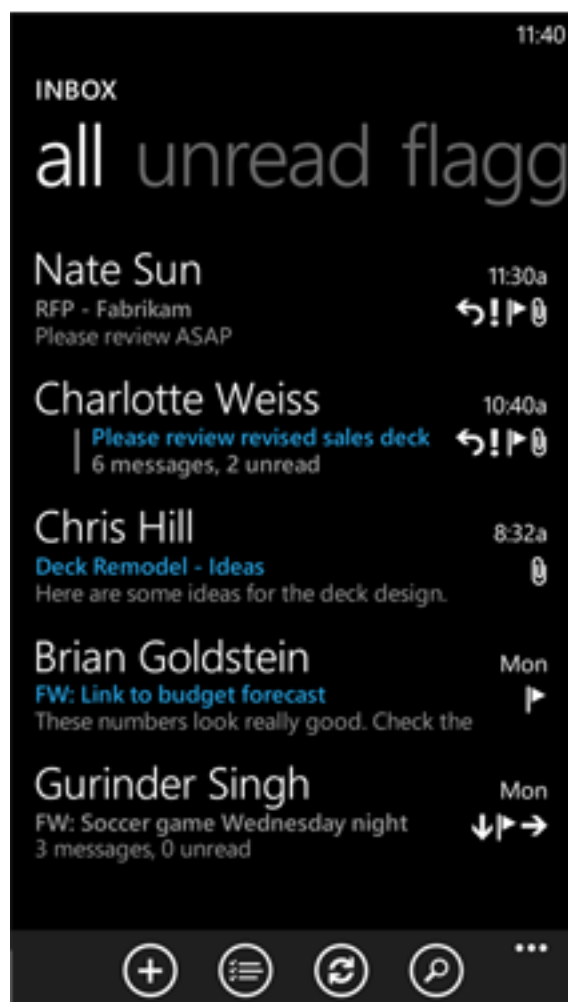 11:40
INBOX
all unread flagg
Nate Sun
11:30a
RFP - Fabrikam
Please review ASAP
Charlotte Weiss
10:40a
Please review revised sales deck
6 messages, 2 unread
Chris Hill
8:32a
Deck Remodel - Ideas
Here are some ideas for the deck design.
Brian Goldstein
Mon
FW: Link to budget forecast
These numbers look really good. Check the
Gurinder Singh
Mon
FW: Soccer game Wednesday night
3 messages, 0 unread